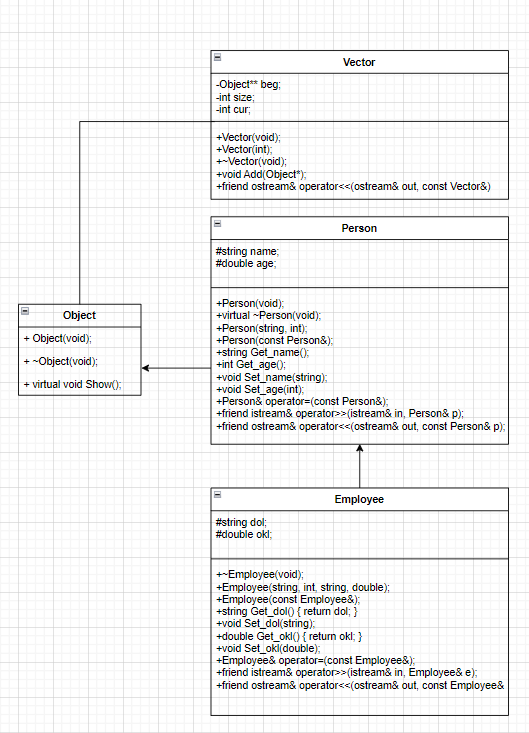 Vector
-Object** beg;
-int size;
-int cur;
+Vector(void);
+Vector(int);
+~Vector(void);
+void Add(Object*);
+friend ostream& operator<<(ostream& out, const Vector&)
Person
#string name;
#double age;
+Person(void);
+virtual ~Person(void);
+Person(string, int);
+Person(const Person&);
+string Get_name();
+int Get_age();
+void Set_name(string);
+void Set_age(int);
+Person& operator=(const Person&);
+friend istream& operator>>(istream& in, Person& p);
+friend ostream& operator<<(ostream& out, const Person& p);
Object
+ Object(void);
+ ~Object(void);
+ virtual void Show();
Employee
#string dol;
#double okl;
+~Employee(void);
+Employee(string, int, string, double);
+Employee(const Employee&);
+string Get_dol() { return dol; }
+void Set_dol(string);
+double Get_okl() { return okl; }
+void Set_okl(double);
+Employee& operator=(const Employee&);
+friend istream& operator>>(istream& in, Employee& e);
+friend ostream& operator<<(ostream& out, const Employee&